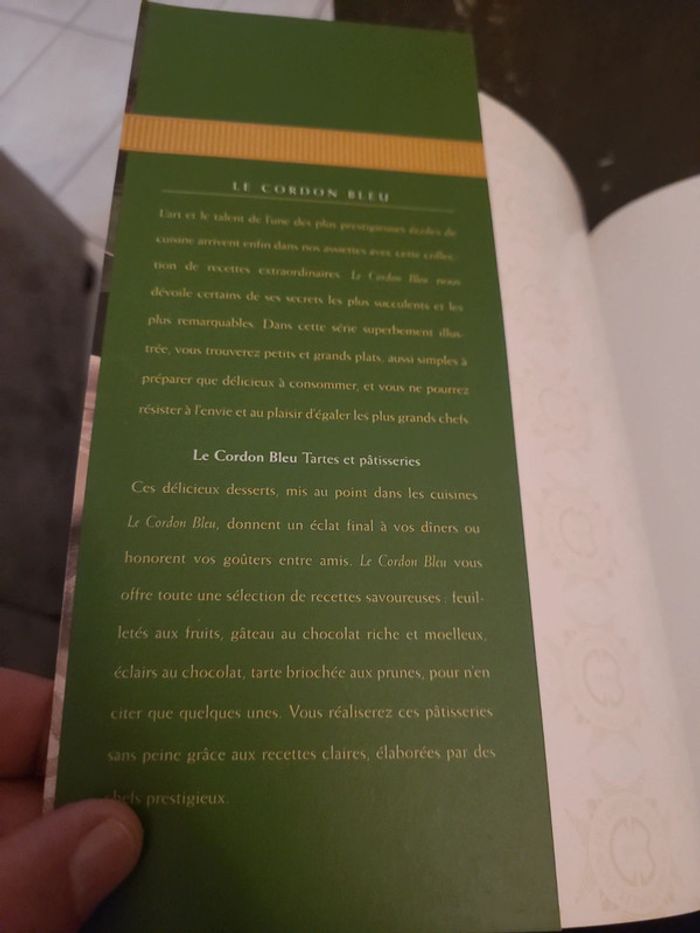 LE CORDON BLEU
L'art et le talent de l'une des plus prestigieuses écoles de
cuisine arrivent enfin dans nos assiettes avec cette collec-
tion de recettes extraordinaires. Le Cordon Bleu nous
dévoile certains de ses secrets les plus succulents et les
plus remarquables. Dans cette série superbement illus-
trée, vous trouverez petits et grands plats, aussi simples à
préparer que délicieux à consommer, et vous ne pourrez
résister à l'envie et au plaisir d'égaler les plus grands chefs
Le Cordon Bleu Tartes et pâtisseries
Ces délicieux desserts, mis au point dans les cuisines
Le Cordon Bleu, donnent un éclat final à vos dîners ou
honorent vos goûters entre amis. Le Cordon Bleu vous
offre toute une sélection de recettes savoureuses : feuil-
letés aux fruits, gâteau au chocolat riche et moelleux,
éclairs au chocolat, tarte briochée aux prunes, pour n'en
citer que quelques unes. Vous réaliserez ces pâtisseries
sans peine grâce aux recettes claires, élaborées par des
chefs prestigieux.